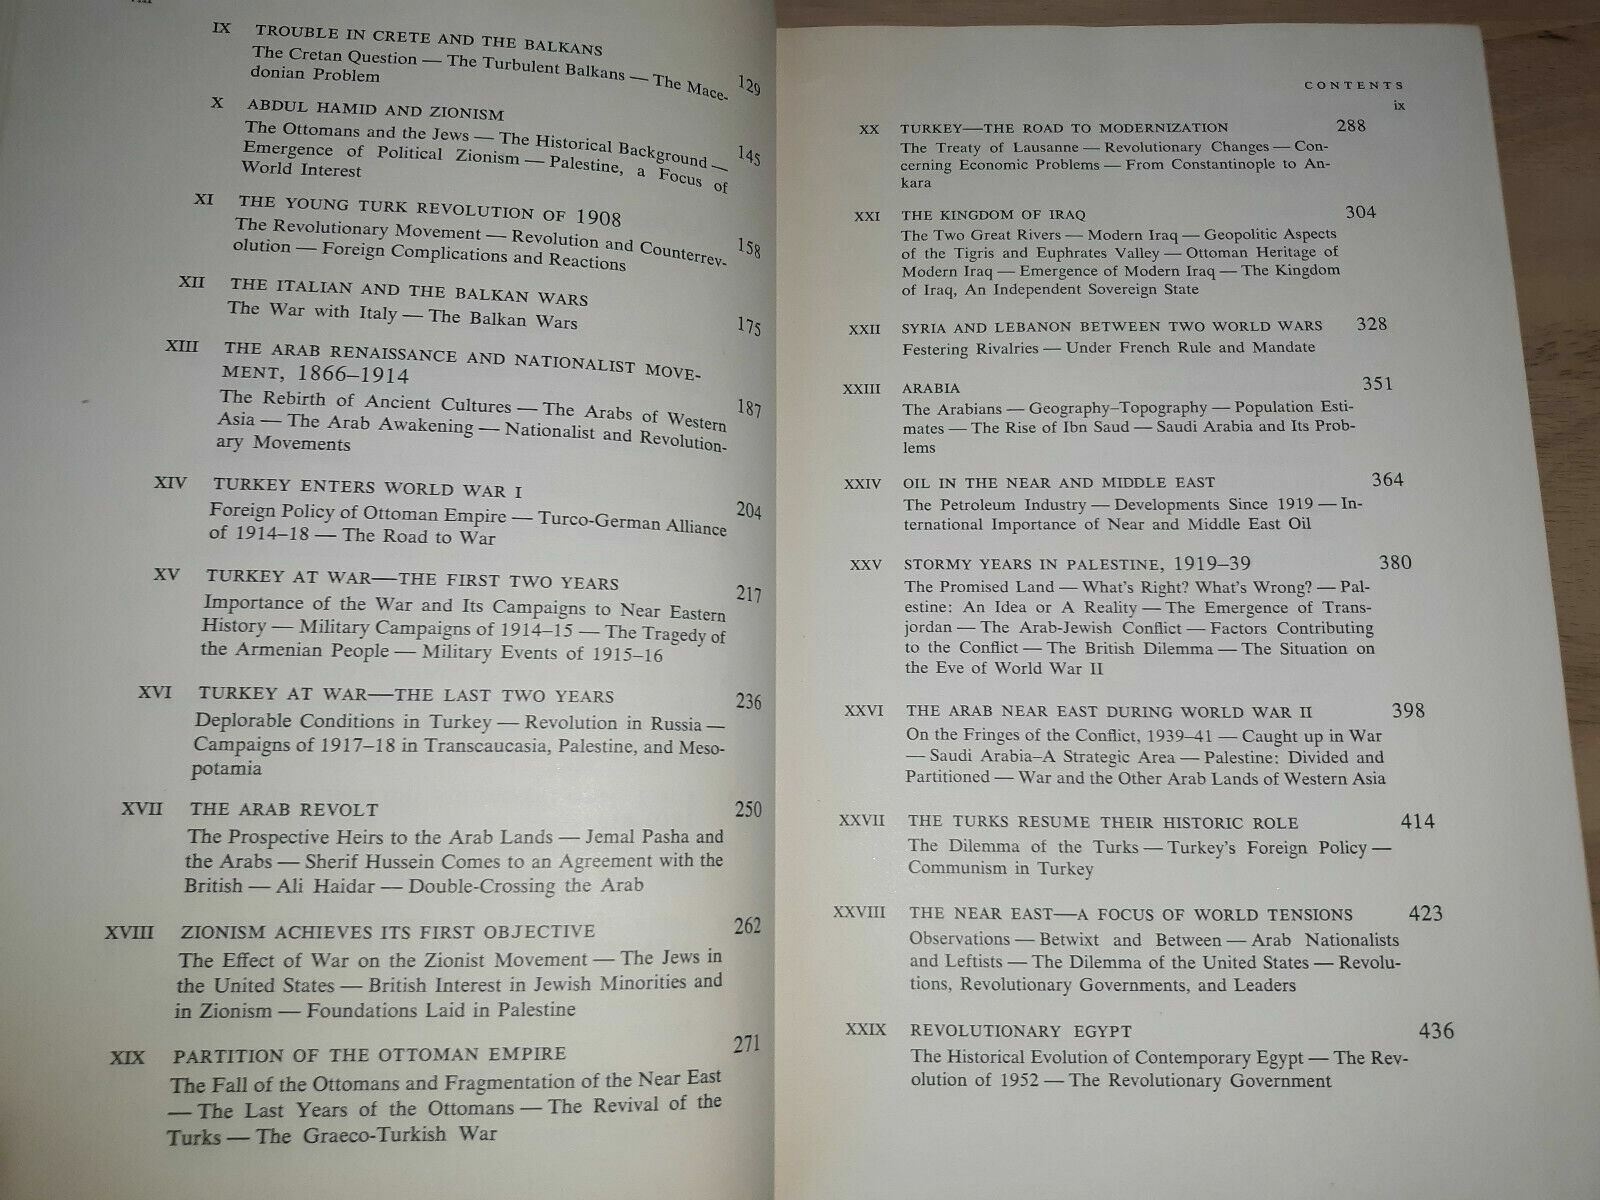 IX TROUBLE IN CRETE AND THE BALKANS
The Cretan Question — The Turbulent Balkans — The Mace-
donian Problem 129
X ABDUL HAMID AND ZIONISM
The Ottomans and the Jews — The Historical Background — 145
Emergence of Political Zionism — Palestine, a Focus of
World Interest
XI THE YOUNG TURK REVOLUTION OF 1908
The Revolutionary Movement — Revolution and Counterrev- 158
olution — Foreign Complications and Reactions
XII THE ITALIAN AND THE BALKAN WARS
The War with Italy — The Balkan Wars 175
XIII THE ARAB RENAISSANCE AND NATIONALIST MOVE-
MENT, 1866–1914
The Rebirth of Ancient Cultures — The Arabs of Western 187
Asia — The Arab Awakening — Nationalist and Revolution-
ary Movements
XIV TURKEY ENTERS WORLD WAR I 204
Foreign Policy of Ottoman Empire — Turco-German Alliance
of 1914–18 — The Road to War
XV TURKEY AT WAR—THE FIRST TWO YEARS 217
Importance of the War and Its Campaigns to Near Eastern
History — Military Campaigns of 1914–15 — The Tragedy of
the Armenian People — Military Events of 1915–16
XVI TURKEY AT WAR—THE LAST TWO YEARS 236
Deplorable Conditions in Turkey — Revolution in Russia —
Campaigns of 1917–18 in Transcaucasia, Palestine, and Meso-
potamia
XVII THE ARAB REVOLT 250
The Prospective Heirs to the Arab Lands — Jemal Pasha and
the Arabs — Sherif Hussein Comes to an Agreement with the
British — Ali Haidar — Double-Crossing the Arab
XVIII ZIONISM ACHIEVES ITS FIRST OBJECTIVE 262
The Effect of War on the Zionist Movement — The Jews in
the United States — British Interest in Jewish Minorities and
in Zionism — Foundations Laid in Palestine
XIX PARTITION OF THE OTTOMAN EMPIRE 271
The Fall of the Ottomans and Fragmentation of the Near East
— The Last Years of the Ottomans — The Revival of the
Turks — The Graeco-Turkish War
CONTENTS
ix
XX TURKEY—THE ROAD TO MODERNIZATION 288
The Treaty of Lausanne — Revolutionary Changes — Con-
cerning Economic Problems — From Constantinople to An-
kara
XXI THE KINGDOM OF IRAQ 304
The Two Great Rivers — Modern Iraq — Geopolitic Aspects
of the Tigris and Euphrates Valley — Ottoman Heritage of
Modern Iraq — Emergence of Modern Iraq — The Kingdom
of Iraq, An Independent Sovereign State
XXII SYRIA AND LEBANON BETWEEN TWO WORLD WARS 328
Festering Rivalries — Under French Rule and Mandate
XXIII ARABIA 351
The Arabians — Geography–Topography — Population Esti-
mates — The Rise of Ibn Saud — Saudi Arabia and Its Prob-
lems
XXIV OIL IN THE NEAR AND MIDDLE EAST 364
The Petroleum Industry — Developments Since 1919 — In-
ternational Importance of Near and Middle East Oil
XXV STORMY YEARS IN PALESTINE, 1919–39 380
The Promised Land — What's Right? What's Wrong? — Pal-
estine: An Idea or A Reality — The Emergence of Trans-
jordan — The Arab-Jewish Conflict — Factors Contributing
to the Conflict — The British Dilemma — The Situation on
the Eve of World War II
XXVI THE ARAB NEAR EAST DURING WORLD WAR II 398
On the Fringes of the Conflict, 1939–41 — Caught up in War
— Saudi Arabia–A Strategic Area — Palestine: Divided and
Partitioned — War and the Other Arab Lands of Western Asia
XXVII THE TURKS RESUME THEIR HISTORIC ROLE 414
The Dilemma of the Turks — Turkey's Foreign Policy —
Communism in Turkey
XXVIII THE NEAR EAST—A FOCUS OF WORLD TENSIONS 423
Observations — Betwixt and Between — Arab Nationalists
and Leftists — The Dilemma of the United States — Revolu-
tions, Revolutionary Governments, and Leaders
XXIX REVOLUTIONARY EGYPT 436
The Historical Evolution of Contemporary Egypt — The Rev-
olution of 1952 — The Revolutionary Government